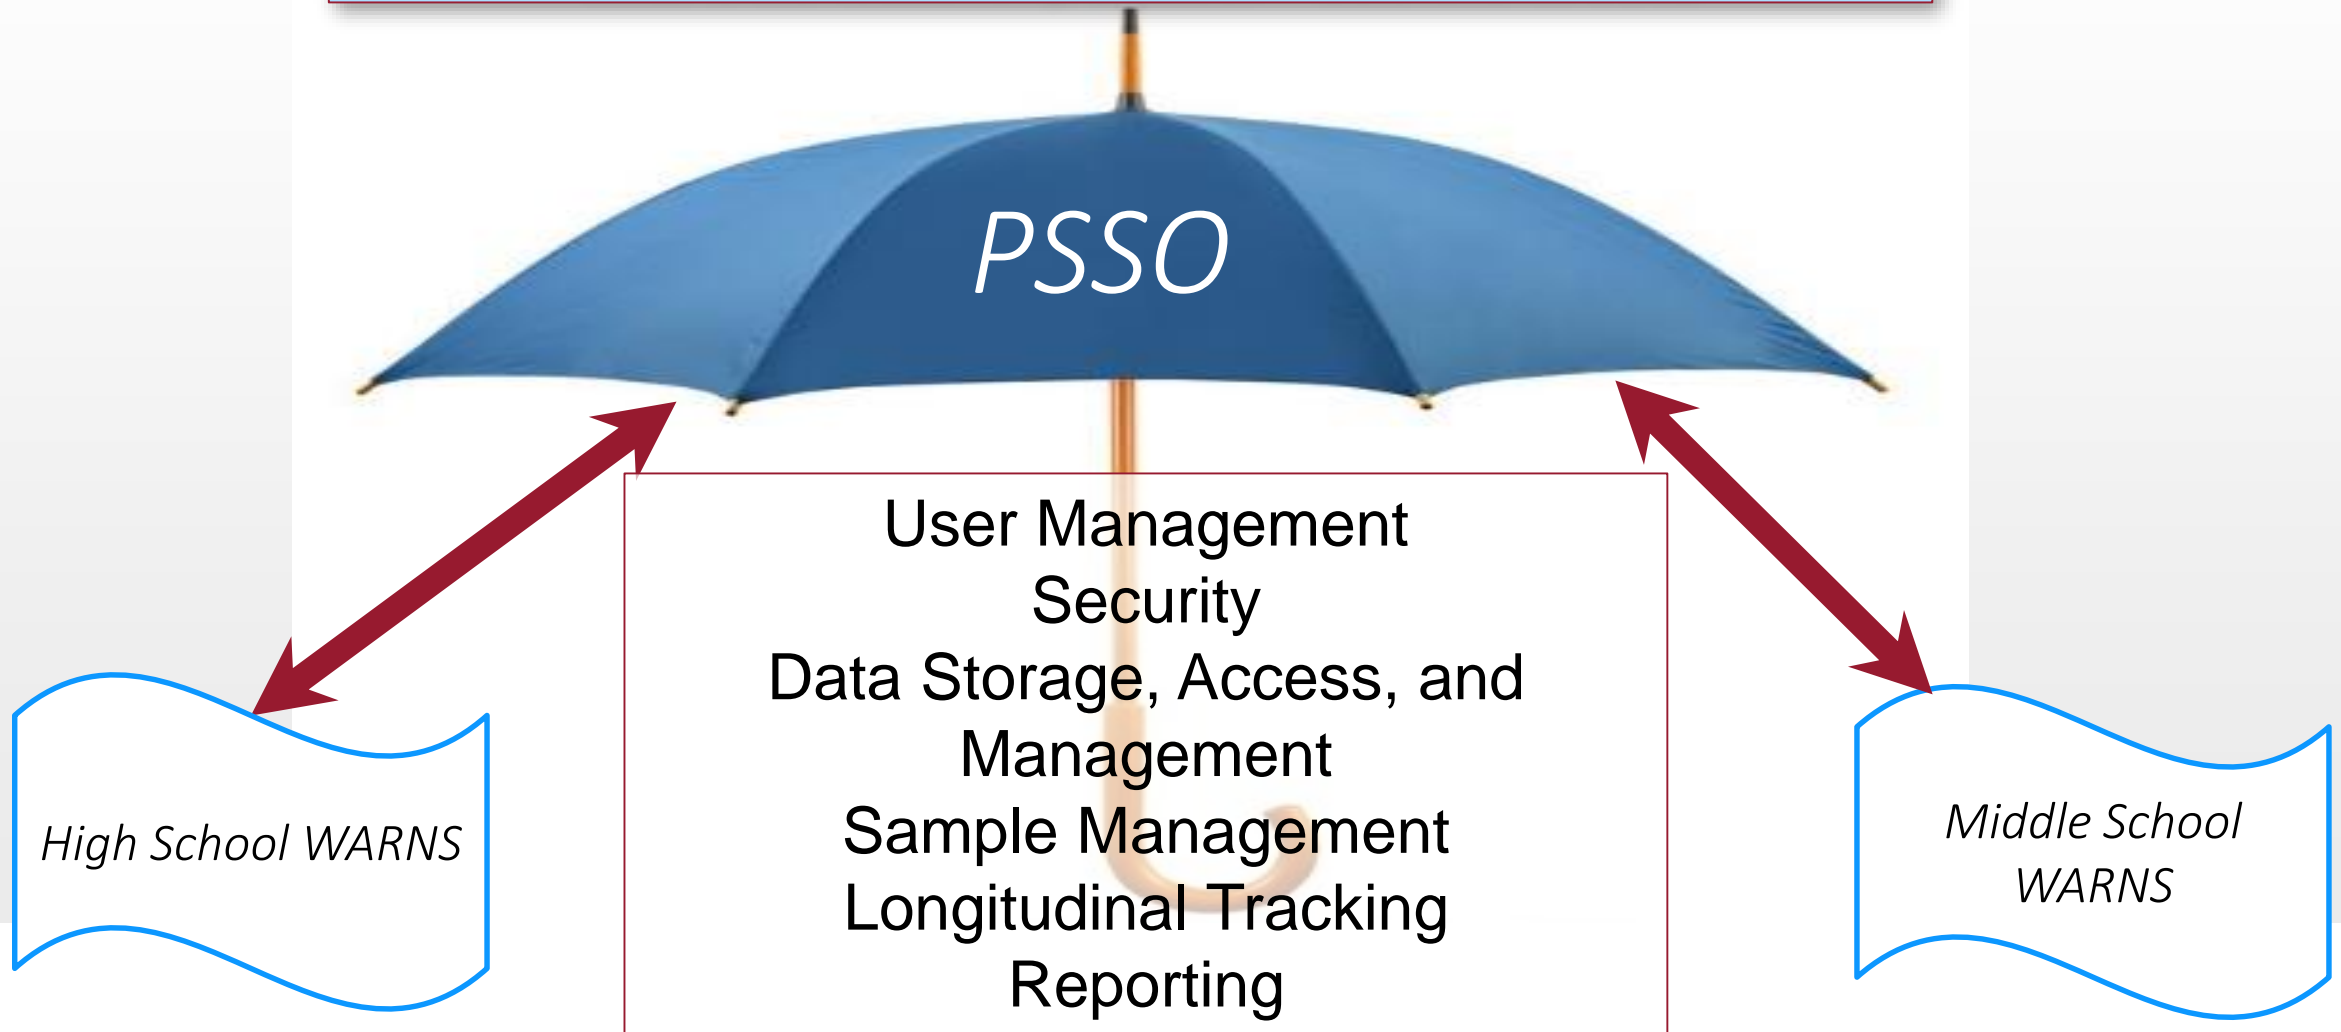 PSSO
User Management
Security
Data Storage, Access, and
Management
Sample Management
Longitudinal Tracking
Reporting
High School WARNS
Middle School
WARNS